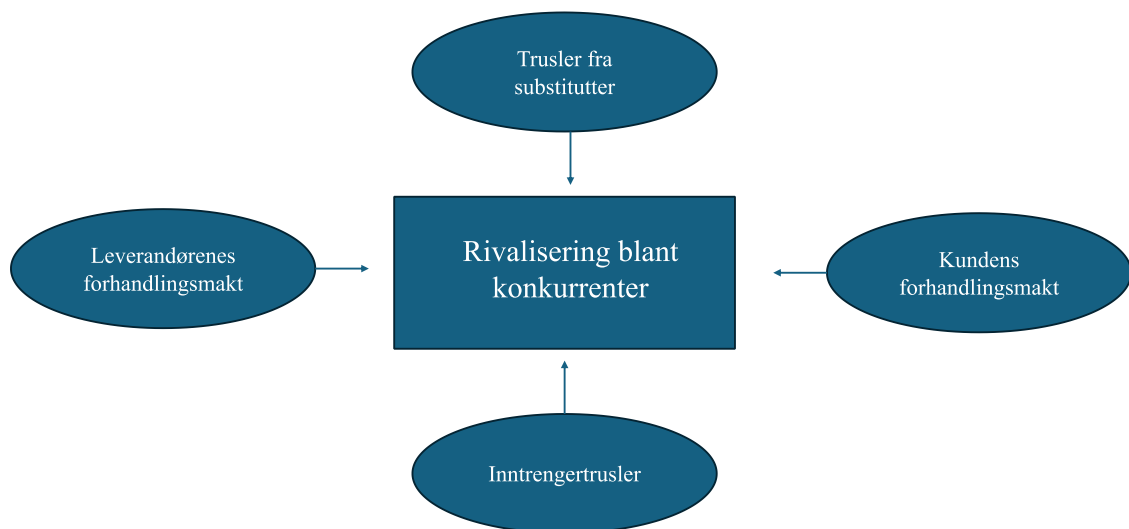 Trusler fra
substitutter
Leverandørenes
forhandlingsmakt
Rivalisering blant
konkurrenter
Kundens
forhandlingsmakt
Inntrengertrusler